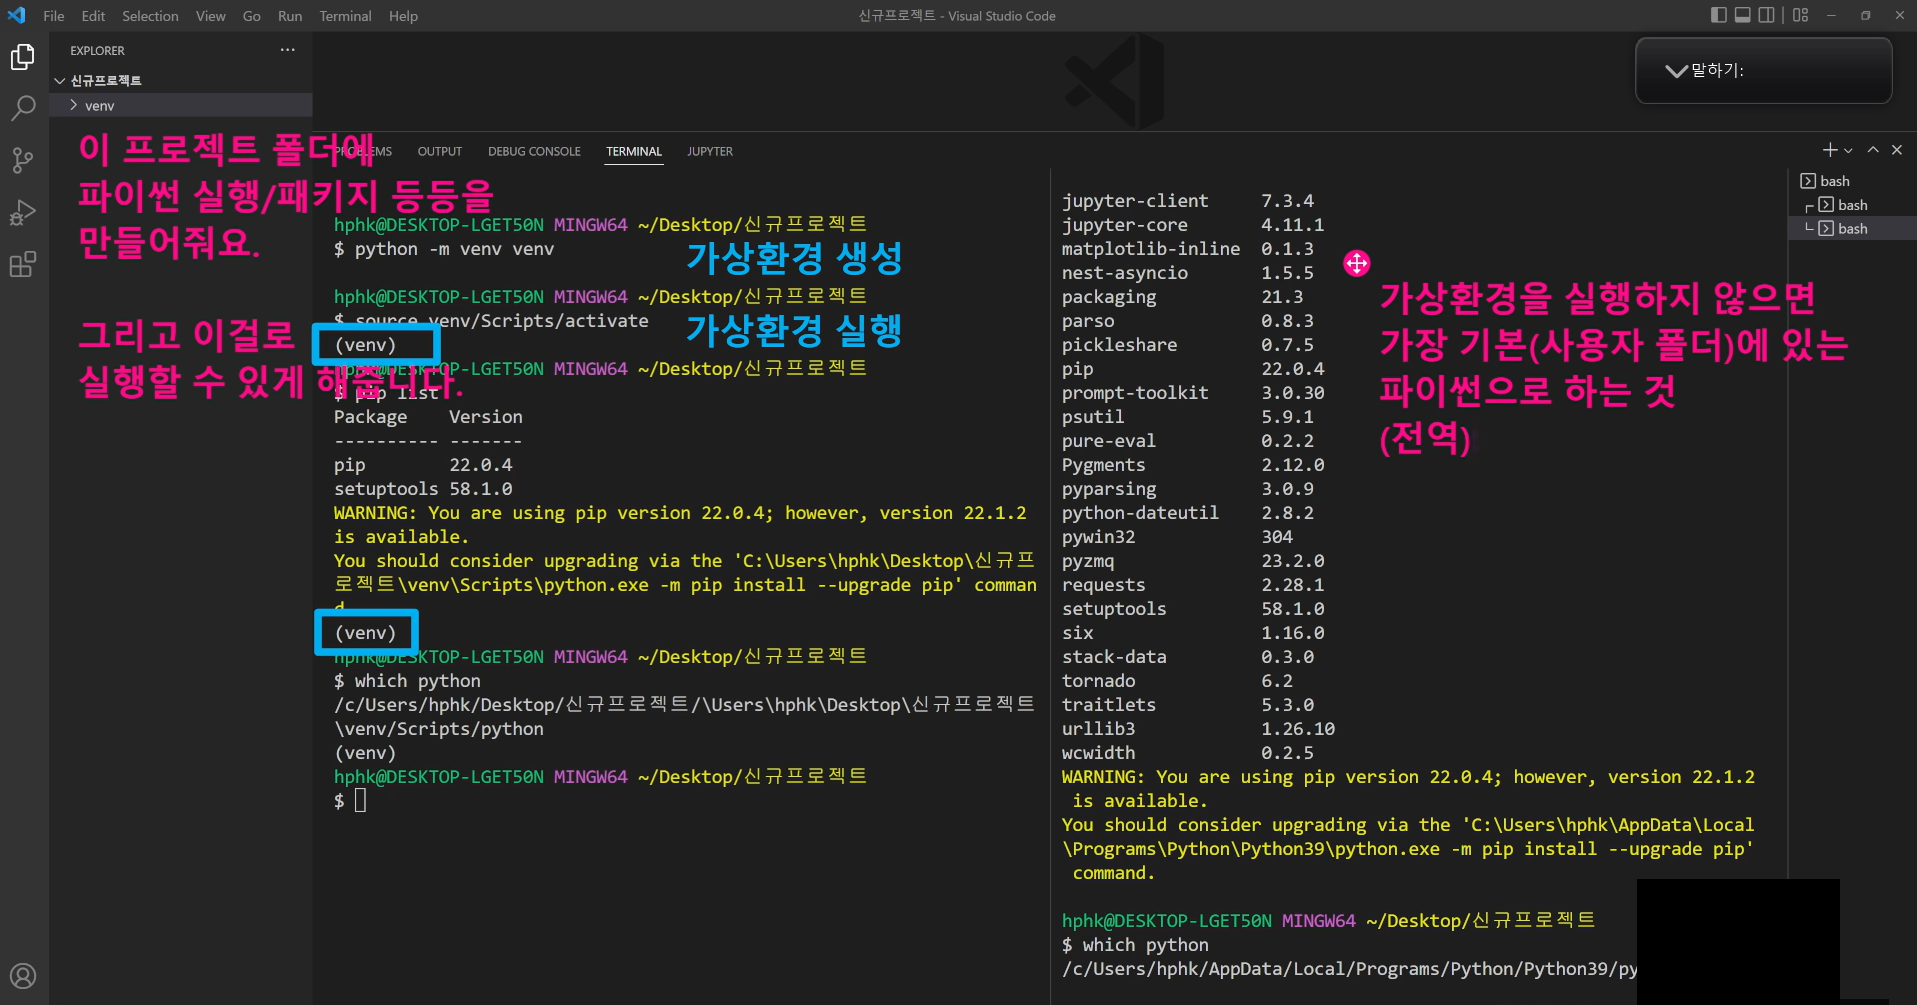 File Edit Selection View Go Run Terminal Help
신규프로젝트 - Visual Studio Code
EXPLORER
신규프로젝트
venv
말하기:
이 프로젝트 폴더에
파이썬 실행/패키지 등등을
만들어줘요.
그리고 이걸로
실행할 수 있게 해줍니다.
PROBLEMS OUTPUT DEBUG CONSOLE TERMINAL JUPYTER
hphk@DESKTOP-LGET50N MINGW64 ~/Desktop/신규프로젝트
$ python -m venv venv
가상환경 생성
hphk@DESKTOP-LGET50N MINGW64 ~/Desktop/신규프로젝트
$ source venv/Scripts/activate
가상환경 실행
(venv)
hphk@DESKTOP-LGET50N MINGW64 ~/Desktop/신규프로젝트
$ pip list
Package    Version
---------- -------
pip        22.0.4
setuptools 58.1.0
WARNING: You are using pip version 22.0.4; however, version 22.1.2
is available.
You should consider upgrading via the 'C:\Users\hphk\Desktop\신규프
로젝트\venv\Scripts\python.exe -m pip install --upgrade pip' comman
d.
(venv)
hphk@DESKTOP-LGET50N MINGW64 ~/Desktop/신규프로젝트
$ which python
/c/Users/hphk/Desktop/신규프로젝트/\Users\hphk\Desktop\신규프로젝트
\venv/Scripts/python
(venv)
hphk@DESKTOP-LGET50N MINGW64 ~/Desktop/신규프로젝트
$
jupyter-client     7.3.4
jupyter-core       4.11.1
matplotlib-inline  0.1.3
nest-asyncio       1.5.5
packaging          21.3
parso              0.8.3
pickleshare        0.7.5
pip                22.0.4
prompt-toolkit     3.0.30
psutil             5.9.1
pure-eval          0.2.2
Pygments           2.12.0
pyparsing          3.0.9
python-dateutil    2.8.2
pywin32            304
pyzmq              23.2.0
requests           2.28.1
setuptools         58.1.0
six                1.16.0
stack-data         0.3.0
tornado            6.2
traitlets          5.3.0
urllib3            1.26.10
wcwidth            0.2.5
WARNING: You are using pip version 22.0.4; however, version 22.1.2
is available.
You should consider upgrading via the 'C:\Users\hphk\AppData\Local
\Programs\Python\Python39\python.exe -m pip install --upgrade pip'
command.
hphk@DESKTOP-LGET50N MINGW64 ~/Desktop/신규프로젝트
$ which python
/c/Users/hphk/AppData/Local/Programs/Python/Python39/py
가상환경을 실행하지 않으면
가장 기본(사용자 폴더)에 있는
파이썬으로 하는 것
(전역)
bash
bash
bash